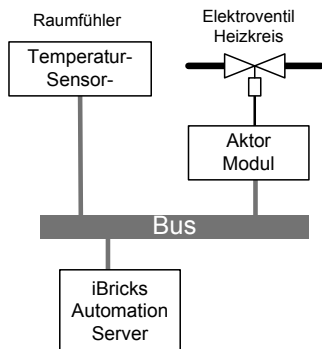 Raumfühler
Temperatur-
Sensor-
Elektroventil
Heizkreis
Aktor
Modul
Bus
iBricks
Automation
Server